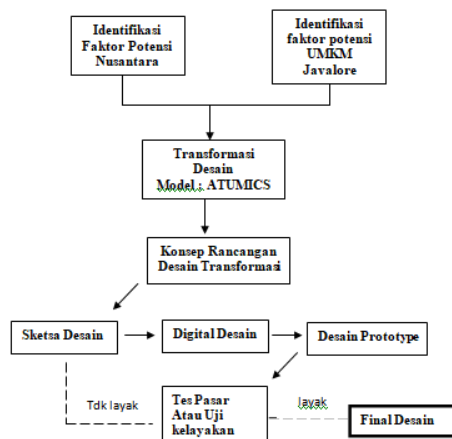 Identifikasi
Faktor Potensi
Nusantara
Identifikasi
faktor potensi
UMKM
Javalore
Transformasi
Desain
Model : ATUMICS
Konsep Rancangan
Desain Transformasi
Sketsa Desain
Digital Desain
Desain Prototype
Tdk layak
Tes Pasar
Atau Uji
kelayakan
layak
Final Desain